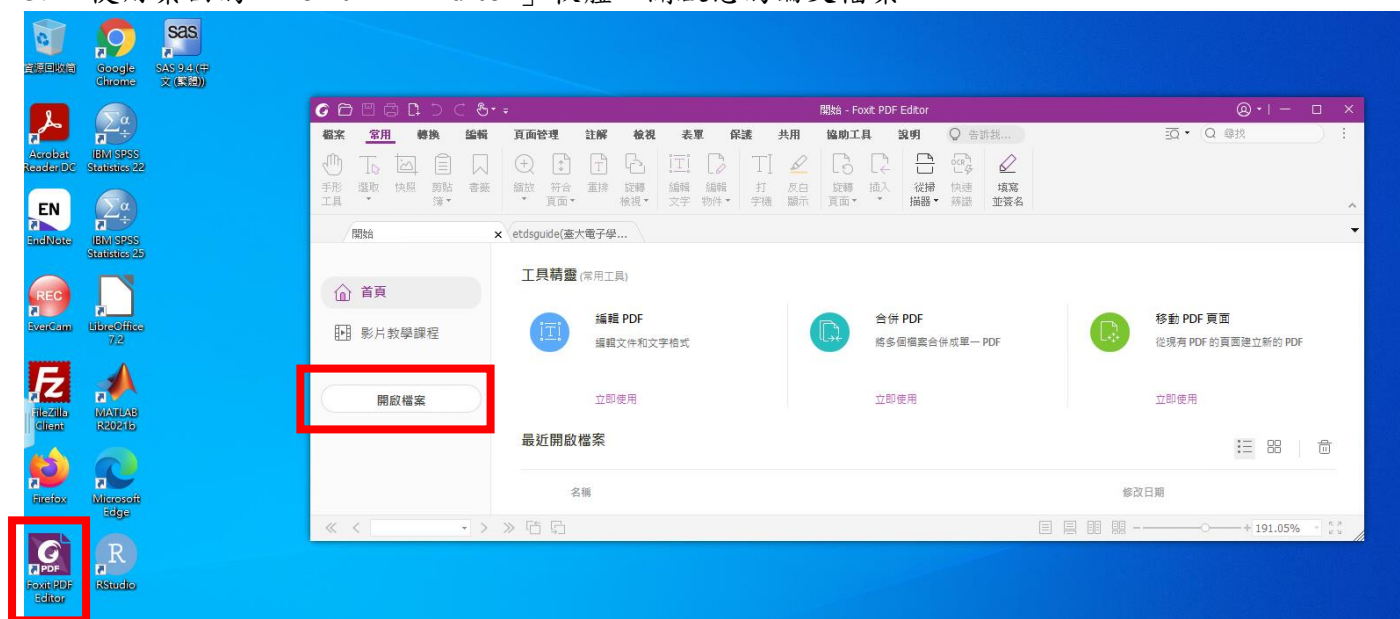 資源回收筒
Google Chrome
SAS 9.4 (中文 (繁體))
Acrobat Reader DC
IBM SPSS Statistics 22
EN
EndNote
IBM SPSS Statistics 25
REC
EverCam
LibreOffice 7.2
FileZilla Client
MATLAB R2021b
Firefox
Microsoft Edge
PDF
Foxit PDF Editor
R
RStudio
開始 - Foxit PDF Editor
檔案 常用 轉換 編輯 頁面管理 註解 檢視 表單 保護 共用 協助工具 說明 告訴我... 尋找
手形工具 選取 快照 剪貼簿 書籤 縮放 符合頁面 重排 旋轉檢視 編輯文字 編輯物件 打字機 反白顯示 旋轉頁面 插入 從掃描器 快速辨識 填寫並簽名
開始 x etdsguide(臺大電子學...
首頁
影片教學課程
開啟檔案
工具精靈 (常用工具)
編輯 PDF
編輯文件和文字格式
立即使用
合併 PDF
將多個檔案合併成單一 PDF
立即使用
移動 PDF 頁面
從現有 PDF 的頁面建立新的 PDF
立即使用
最近開啟檔案
名稱 修改日期
191.05%